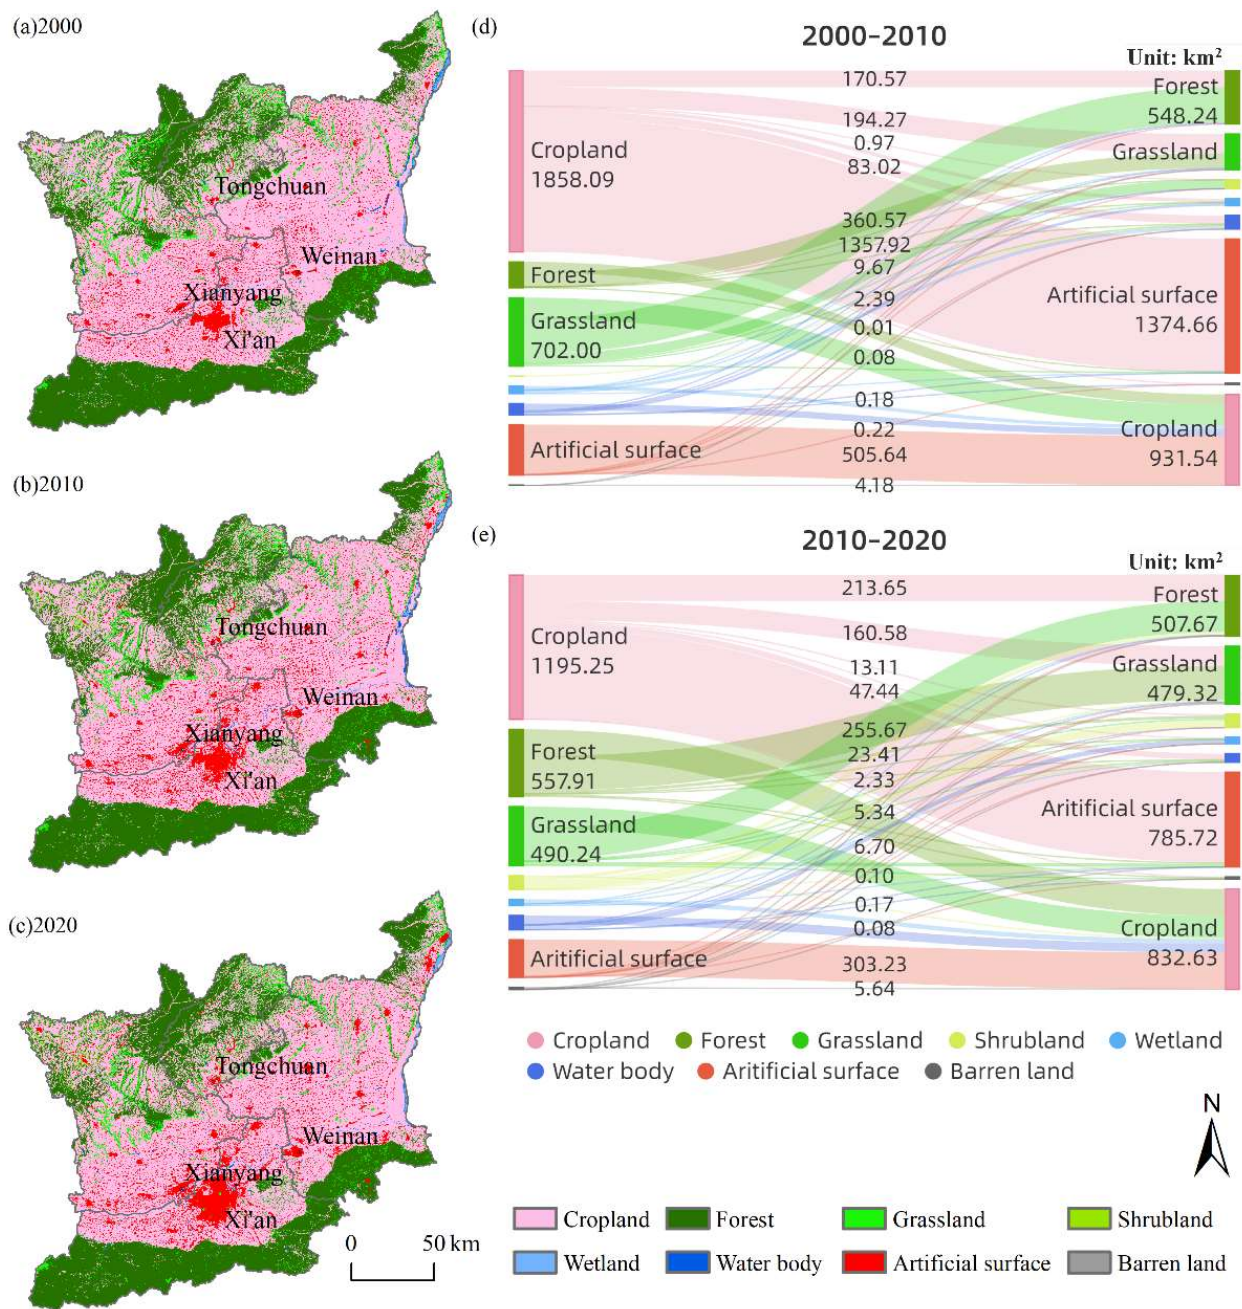 (a)2000
Tongchuan
Weinan
Xianyang
Xi'an
(b)2010
Tongchuan
Weinan
Xianyang
Xi'an
(c)2020
Tongchuan
Weinan
Xianyang
Xi'an
0 50 km
(d)
2000-2010
Unit: km²
Cropland
1858.09
Forest
Grassland
702.00
Artificial surface
170.57
194.27
0.97
83.02
360.57
1357.92
9.67
2.39
0.01
0.08
0.18
0.22
505.64
4.18
Forest
548.24
Grassland
Artificial surface
1374.66
Cropland
931.54
(e)
2010-2020
Unit: km²
Cropland
1195.25
Forest
557.91
Grassland
490.24
Aritificial surface
213.65
160.58
13.11
47.44
255.67
23.41
2.33
5.34
6.70
0.10
0.17
0.08
303.23
5.64
Forest
507.67
Grassland
479.32
Aritificial surface
785.72
Cropland
832.63
Cropland Forest Grassland Shrubland Wetland
Water body Aritificial surface Barren land
N
Cropland Forest Grassland Shrubland
Wetland Water body Artificial surface Barren land